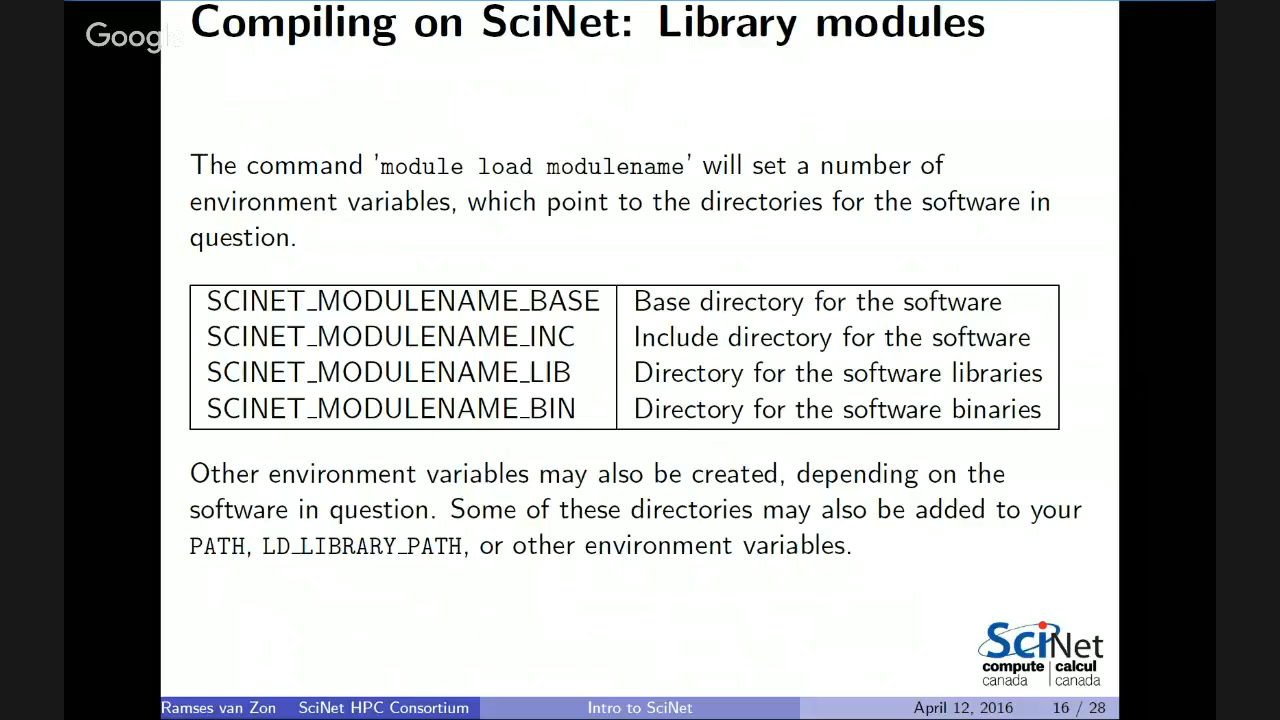 Compiling on SciNet: Library modules
Google
The command 'module load modulename' will set a number of
environment variables, which point to the directories for the software in
question.
SCINET_MODULENAME_BASE Base directory for the software
SCINET_MODULENAME_INC Include directory for the software
SCINET_MODULENAME_LIB Directory for the software libraries
SCINET_MODULENAME_BIN Directory for the software binaries
Other environment variables may also be created, depending on the
software in question. Some of these directories may also be added to your
PATH, LD_LIBRARY_PATH, or other environment variables.
SciNet
compute | calcul
canada | canada
Ramses van Zon SciNet HPC Consortium Intro to SciNet April 12, 2016 16 / 28